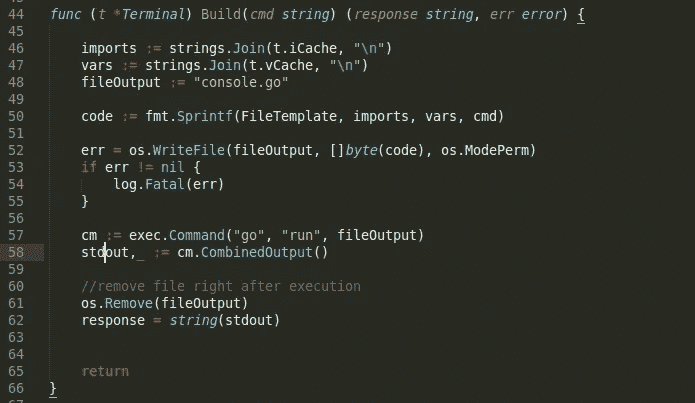 44 func (t *Terminal) Build(cmd string) (response string, err error) {
45
46 imports := strings.Join(t.iCache, "\n")
47 vars := strings.Join(t.vCache, "\n")
48 fileOutput := "console.go"
49
50 code := fmt.Sprintf(FileTemplate, imports, vars, cmd)
51
52 err = os.WriteFile(fileOutput, []byte(code), os.ModePerm)
53 if err != nil {
54 log.Fatal(err)
55 }
56
57 cm := exec.Command("go", "run", fileOutput)
58 stdout,_ := cm.CombinedOutput()
59
60 //remove file right after execution
61 os.Remove(fileOutput)
62 response = string(stdout)
63
64
65 return
66 }